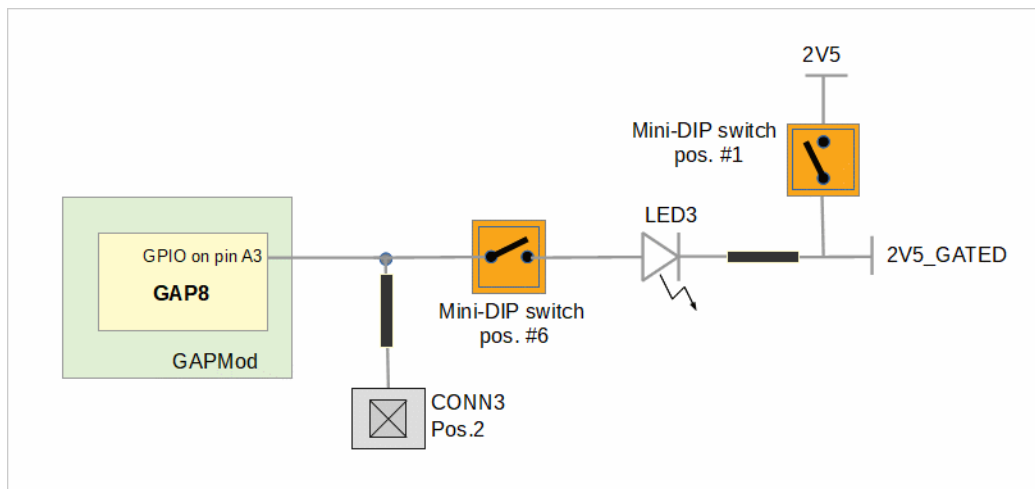 2V5
Mini-DIP switch
pos. #1
LED3
GPIO on pin A3
GAP8
2V5_GATED
Mini-DIP switch
pos. #6
GAPMod
CONN3
Pos.2